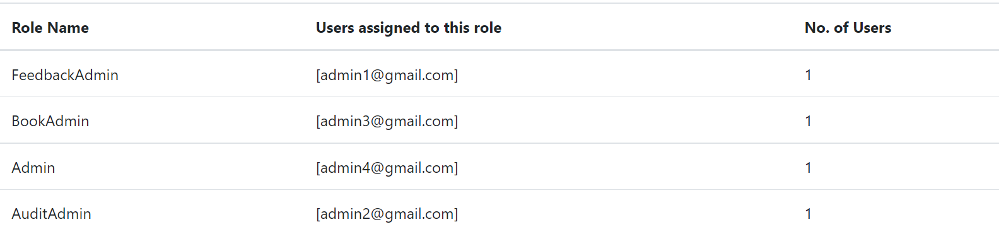 Role Name Users assigned to this role No. of Users
FeedbackAdmin [admin1@gmail.com] 1
BookAdmin [admin3@gmail.com] 1
Admin [admin4@gmail.com] 1
AuditAdmin [admin2@gmail.com] 1